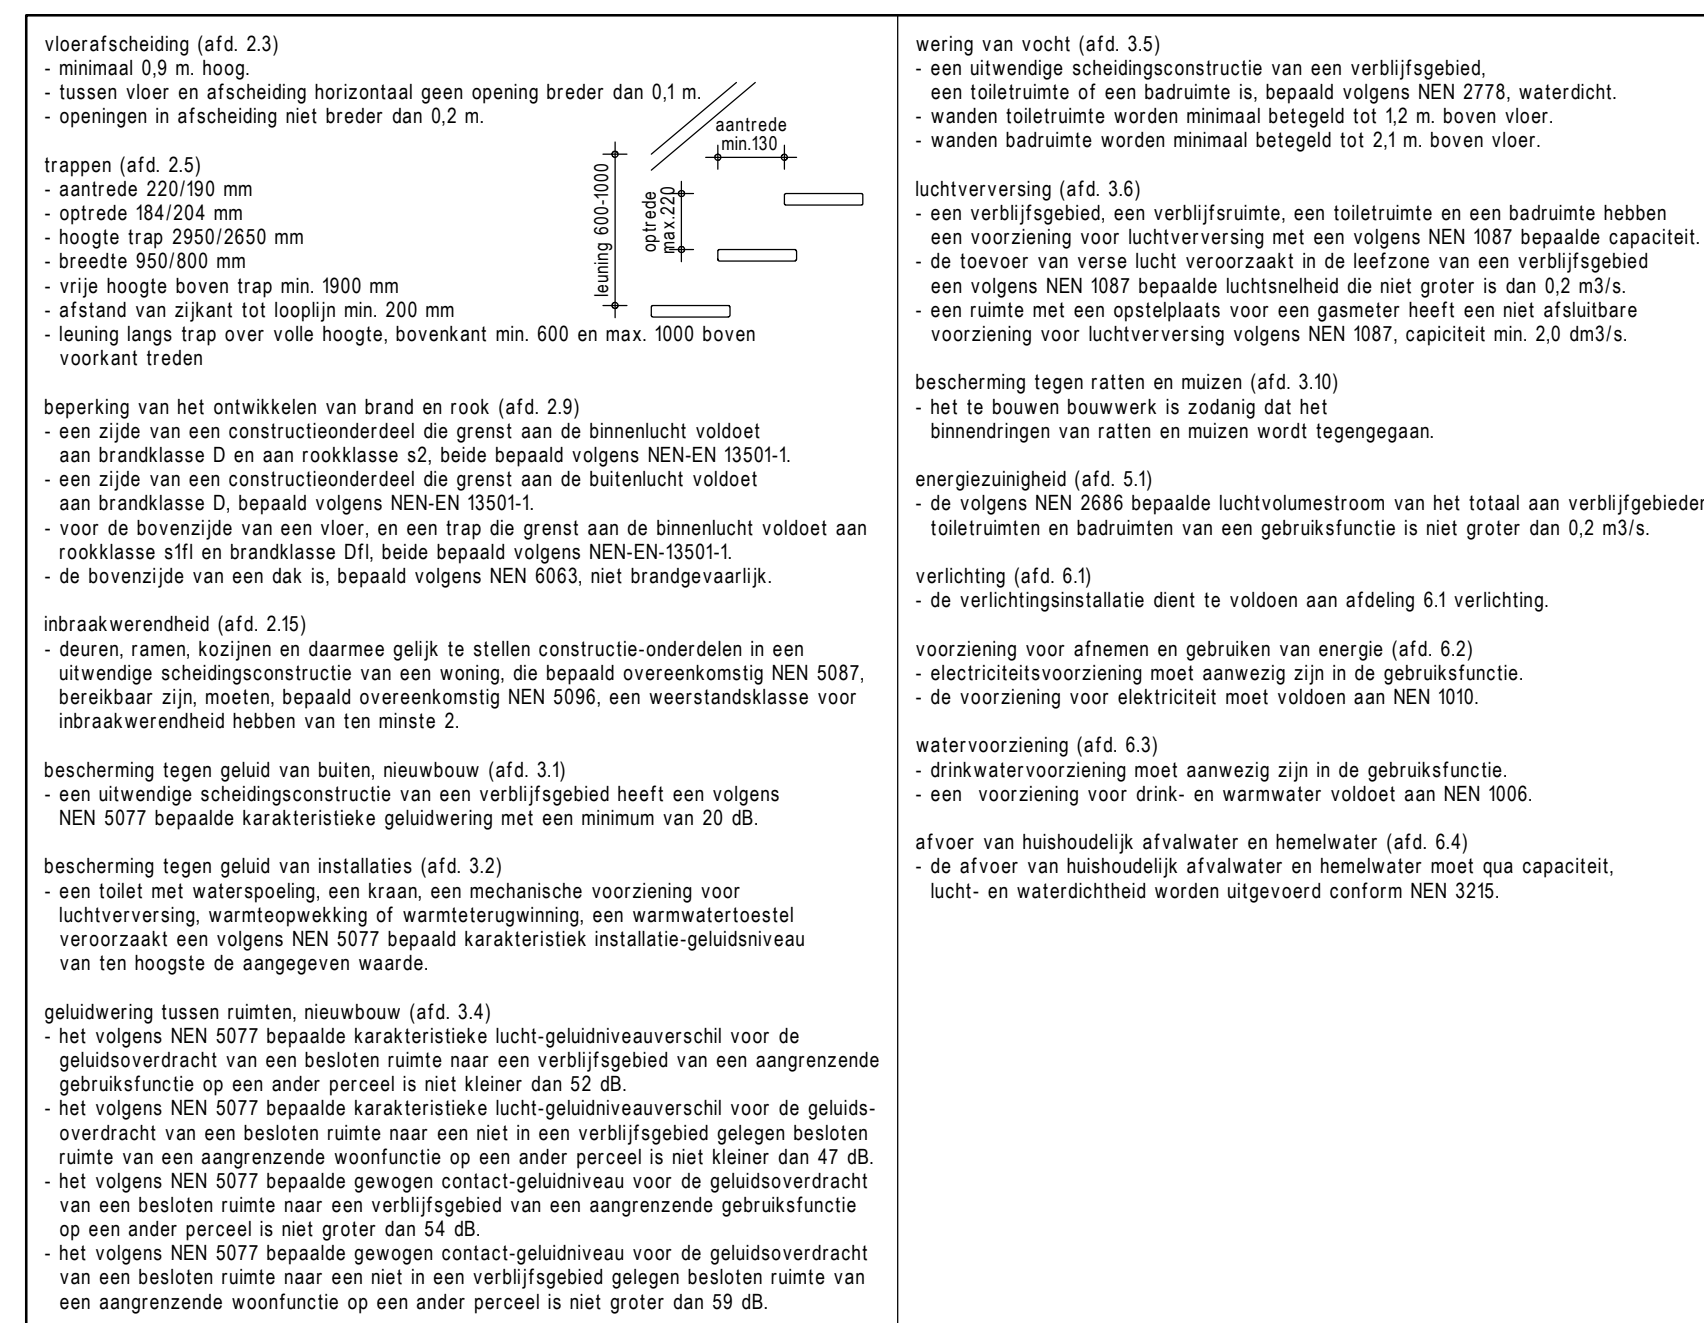 vloerafscheiding (afd. 2.3)
- minimaal 0,9 m. hoog.
- tussen vloer en afscheiding horizontaal geen opening breder dan 0,1 m.
- openingen in afscheiding niet breder dan 0,2 m.
trappen (afd. 2.5)
- aantrede 220/190 mm
- optrede 184/204 mm
- hoogte trap 2950/2650 mm
- breedte 950/800 mm
- vrije hoogte boven trap min. 1900 mm
- afstand van zijkant tot looplijn min. 200 mm
- leuning langs trap over volle hoogte, bovenkant min. 600 en max. 1000 boven
voorkant treden
aantrede
min.130
leuning 600-1000
optrede
max.220
beperking van het ontwikkelen van brand en rook (afd. 2.9)
- een zijde van een constructieonderdeel die grenst aan de binnenlucht voldoet
aan brandklasse D en aan rookklasse s2, beide bepaald volgens NEN-EN 13501-1.
- een zijde van een constructieonderdeel die grenst aan de buitenlucht voldoet
aan brandklasse D, bepaald volgens NEN-EN 13501-1.
- voor de bovenzijde van een vloer, en een trap die grenst aan de binnenlucht voldoet aan
rookklasse s1fl en brandklasse Dfl, beide bepaald volgens NEN-EN-13501-1.
- de bovenzijde van een dak is, bepaald volgens NEN 6063, niet brandgevaarlijk.
inbraakwerendheid (afd. 2.15)
- deuren, ramen, kozijnen en daarmee gelijk te stellen constructie-onderdelen in een
uitwendige scheidingsconstructie van een woning, die bepaald overeenkomstig NEN 5087,
bereikbaar zijn, moeten, bepaald overeenkomstig NEN 5096, een weerstandsklasse voor
inbraakwerendheid hebben van ten minste 2.
bescherming tegen geluid van buiten, nieuwbouw (afd. 3.1)
- een uitwendige scheidingsconstructie van een verblijfsgebied heeft een volgens
NEN 5077 bepaalde karakteristieke geluidwering met een minimum van 20 dB.
bescherming tegen geluid van installaties (afd. 3.2)
- een toilet met waterspoeling, een kraan, een mechanische voorziening voor
luchtverversing, warmteopwekking of warmteterugwinning, een warmwatertoestel
veroorzaakt een volgens NEN 5077 bepaald karakteristiek installatie-geluidsniveau
van ten hoogste de aangegeven waarde.
geluidwering tussen ruimten, nieuwbouw (afd. 3.4)
- het volgens NEN 5077 bepaalde karakteristieke lucht-geluidniveauverschil voor de
geluidsoverdracht van een besloten ruimte naar een verblijfsgebied van een aangrenzende
gebruiksfunctie op een ander perceel is niet kleiner dan 52 dB.
- het volgens NEN 5077 bepaalde karakteristieke lucht-geluidniveauverschil voor de geluids-
overdracht van een besloten ruimte naar een niet in een verblijfsgebied gelegen besloten
ruimte van een aangrenzende woonfunctie op een ander perceel is niet kleiner dan 47 dB.
- het volgens NEN 5077 bepaalde gewogen contact-geluidniveau voor de geluidsoverdracht
van een besloten ruimte naar een verblijfsgebied van een aangrenzende gebruiksfunctie
op een ander perceel is niet groter dan 54 dB.
- het volgens NEN 5077 bepaalde gewogen contact-geluidniveau voor de geluidsoverdracht
van een besloten ruimte naar een niet in een verblijfsgebied gelegen besloten ruimte van
een aangrenzende woonfunctie op een ander perceel is niet groter dan 59 dB.
wering van vocht (afd. 3.5)
- een uitwendige scheidingsconstructie van een verblijfsgebied,
een toiletruimte of een badruimte is, bepaald volgens NEN 2778, waterdicht.
- wanden toiletruimte worden minimaal betegeld tot 1,2 m. boven vloer.
- wanden badruimte worden minimaal betegeld tot 2,1 m. boven vloer.
luchtverversing (afd. 3.6)
- een verblijfsgebied, een verblijfsruimte, een toiletruimte en een badruimte hebben
een voorziening voor luchtverversing met een volgens NEN 1087 bepaalde capaciteit.
- de toevoer van verse lucht veroorzaakt in de leefzone van een verblijfsgebied
een volgens NEN 1087 bepaalde luchtsnelheid die niet groter is dan 0,2 m3/s.
- een ruimte met een opstelplaats voor een gasmeter heeft een niet afsluitbare
voorziening voor luchtverversing volgens NEN 1087, capiciteit min. 2,0 dm3/s.
bescherming tegen ratten en muizen (afd. 3.10)
- het te bouwen bouwwerk is zodanig dat het
binnendringen van ratten en muizen wordt tegengegaan.
energiezuinigheid (afd. 5.1)
- de volgens NEN 2686 bepaalde luchtvolumestroom van het totaal aan verblijfgebieden
toiletruimten en badruimten van een gebruiksfunctie is niet groter dan 0,2 m3/s.
verlichting (afd. 6.1)
- de verlichtingsinstallatie dient te voldoen aan afdeling 6.1 verlichting.
voorziening voor afnemen en gebruiken van energie (afd. 6.2)
- electriciteitsvoorziening moet aanwezig zijn in de gebruiksfunctie.
- de voorziening voor elektriciteit moet voldoen aan NEN 1010.
watervoorziening (afd. 6.3)
- drinkwatervoorziening moet aanwezig zijn in de gebruiksfunctie.
- een voorziening voor drink- en warmwater voldoet aan NEN 1006.
afvoer van huishoudelijk afvalwater en hemelwater (afd. 6.4)
- de afvoer van huishoudelijk afvalwater en hemelwater moet qua capaciteit,
lucht- en waterdichtheid worden uitgevoerd conform NEN 3215.